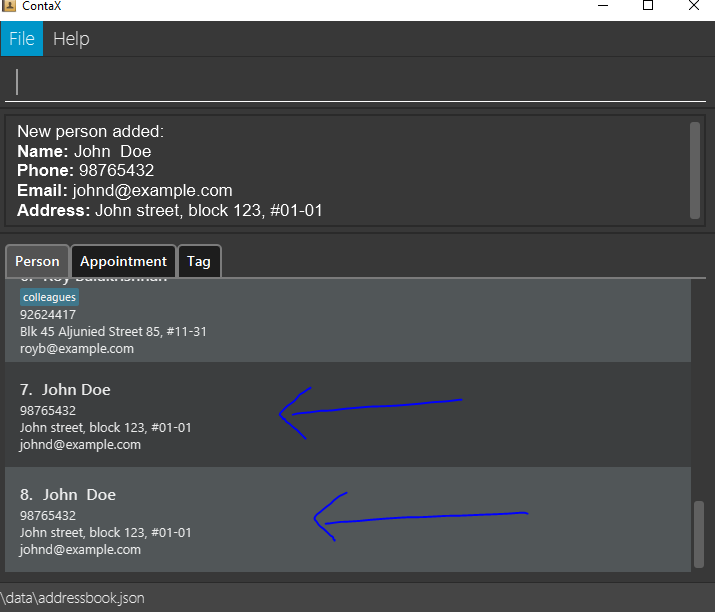 ContaX
File Help
New person added:
Name: John  Doe
Phone: 98765432
Email: johnd@example.com
Address: John street, block 123, #01-01
Person Appointment Tag
6. Roy Balakrishnan
colleagues
92624417
Blk 45 Aljunied Street 85, #11-31
royb@example.com
7. John Doe
98765432
John street, block 123, #01-01
johnd@example.com
8. John  Doe
98765432
John street, block 123, #01-01
johnd@example.com
\data\addressbook.json